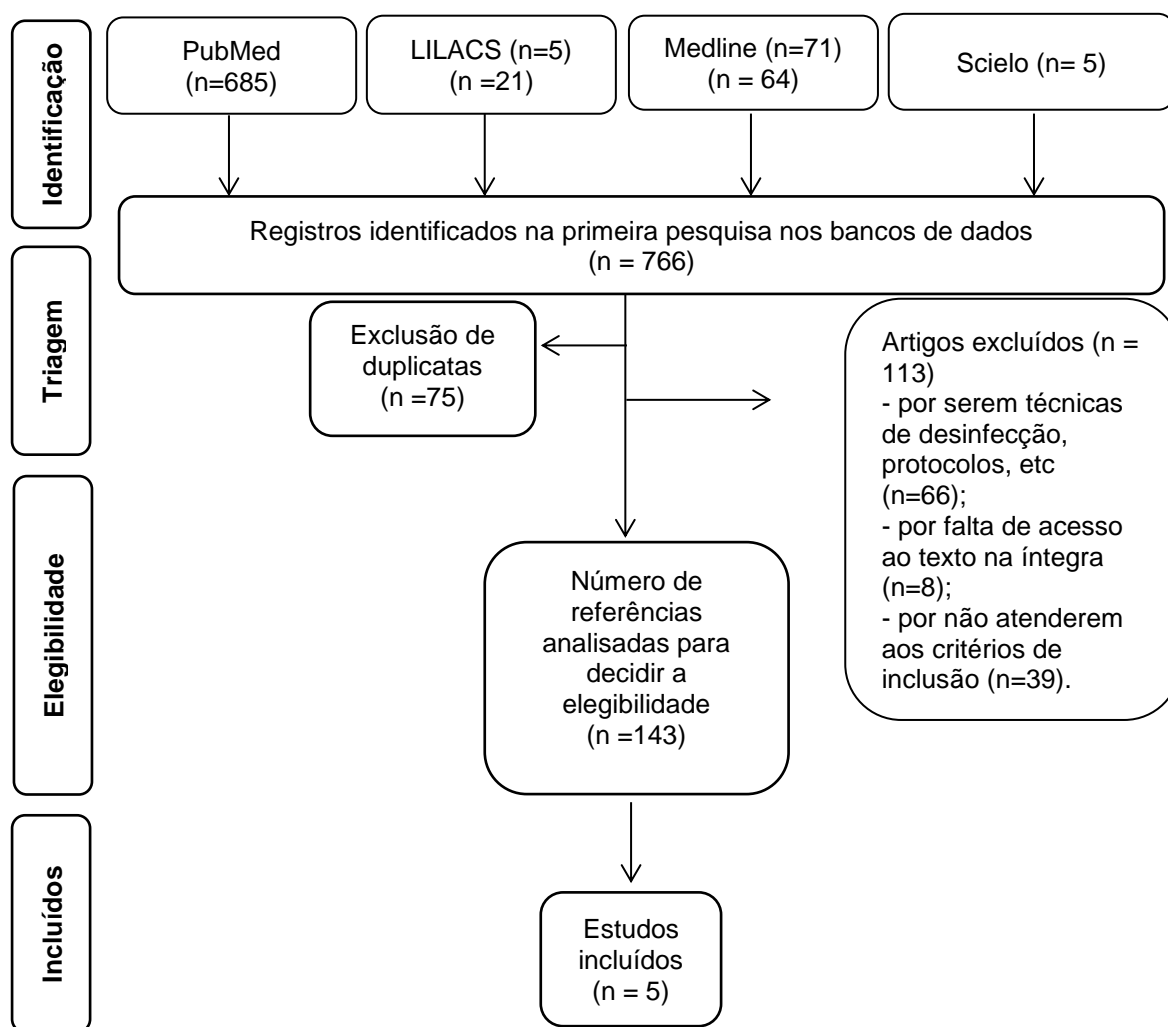 Identificação
PubMed
(n=685)
LILACS (n=5)
(n =21)
Medline (n=71)
(n = 64)
Scielo (n= 5)
Registros identificados na primeira pesquisa nos bancos de dados
(n = 766)
Triagem
Exclusão de
duplicatas
(n =75)
Artigos excluídos (n =
113)
- por serem técnicas
de desinfecção,
protocolos, etc
(n=66);
- por falta de acesso
ao texto na íntegra
(n=8);
- por não atenderem
aos critérios de
inclusão (n=39).
Elegibilidade
Número de
referências
analisadas para
decidir a
elegibilidade
(n =143)
Incluídos
Estudos
incluídos
(n = 5)